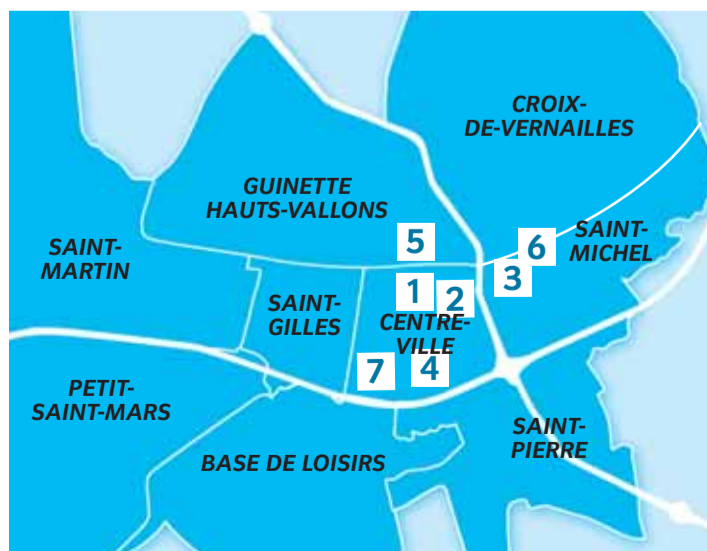 CROIX-
DE-VERNAILLES
GUINETTE
HAUTS-VALLONS
5
6
SAINT-
MICHEL
SAINT-
MARTIN
3
1
2
SAINT-
GILLES
CENTRE-
VILLE
7
4
PETIT-
SAINT-MARS
SAINT-
PIERRE
BASE DE LOISIRS